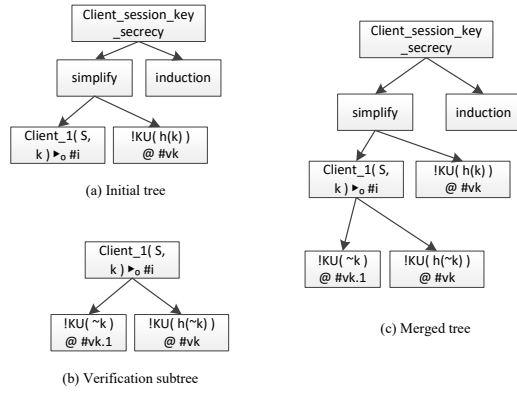 Client_session_key
_secrecy
simplify
induction
Client_1( S,
k ) ▶₀ #i
!KU( h(k) )
@ #vk
(a) Initial tree
Client_1( S,
k ) ▶₀ #i
!KU( ~k )
@ #vk.1
!KU( h(~k) )
@ #vk
(b) Verification subtree
Client_session_key
_secrecy
simplify
induction
Client_1( S,
k ) ▶₀ #i
!KU( h(k) )
@ #vk
!KU( ~k )
@ #vk.1
!KU( h(~k) )
@ #vk
(c) Merged tree